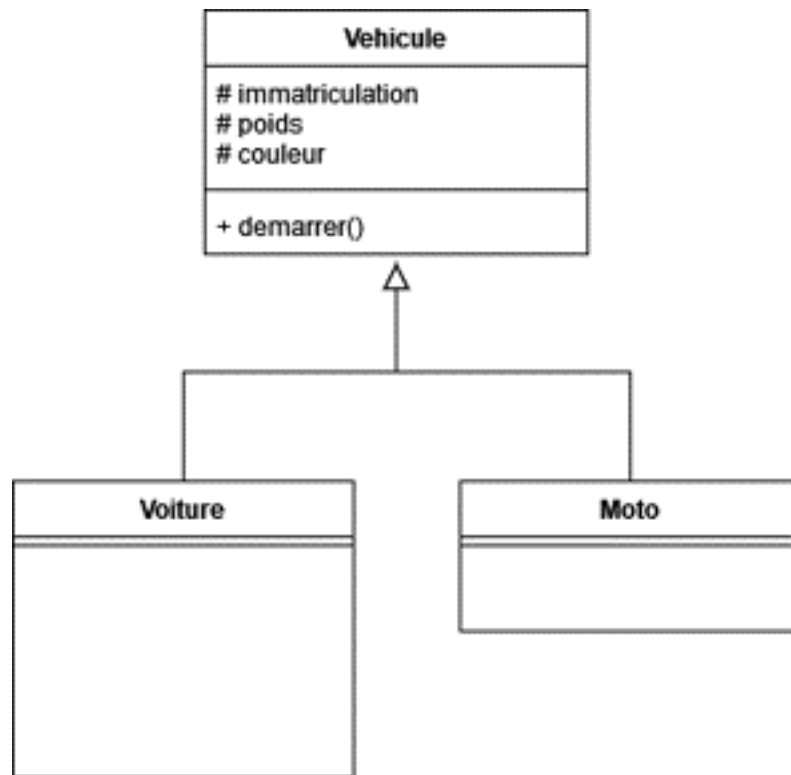 Vehicule
# immatriculation
# poids
# couleur
+ demarrer()
Voiture
Moto